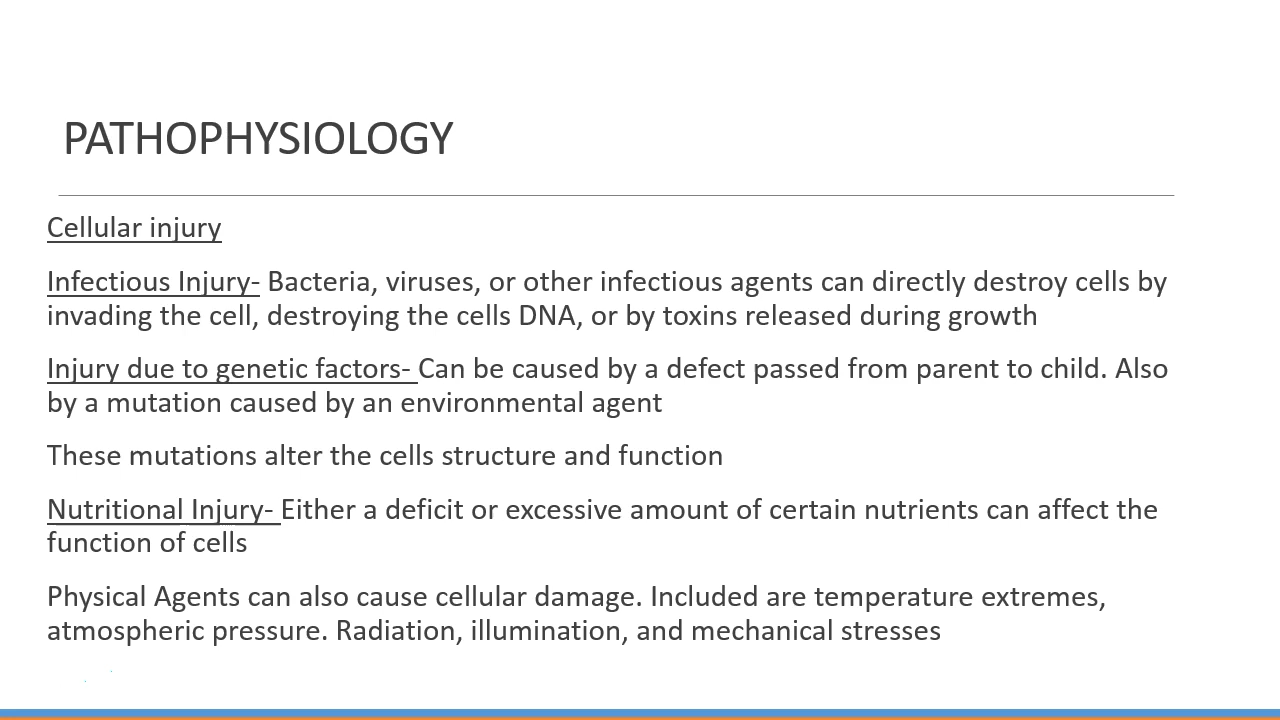 PATHOPHYSIOLOGY
Cellular injury
Infectious Injury- Bacteria, viruses, or other infectious agents can directly destroy cells by
invading the cell, destroying the cells DNA, or by toxins released during growth
Injury due to genetic factors- Can be caused by a defect passed from parent to child. Also
by a mutation caused by an environmental agent
These mutations alter the cells structure and function
Nutritional Injury- Either a deficit or excessive amount of certain nutrients can affect the
function of cells
Physical Agents can also cause cellular damage. Included are temperature extremes,
atmospheric pressure. Radiation, illumination, and mechanical stresses